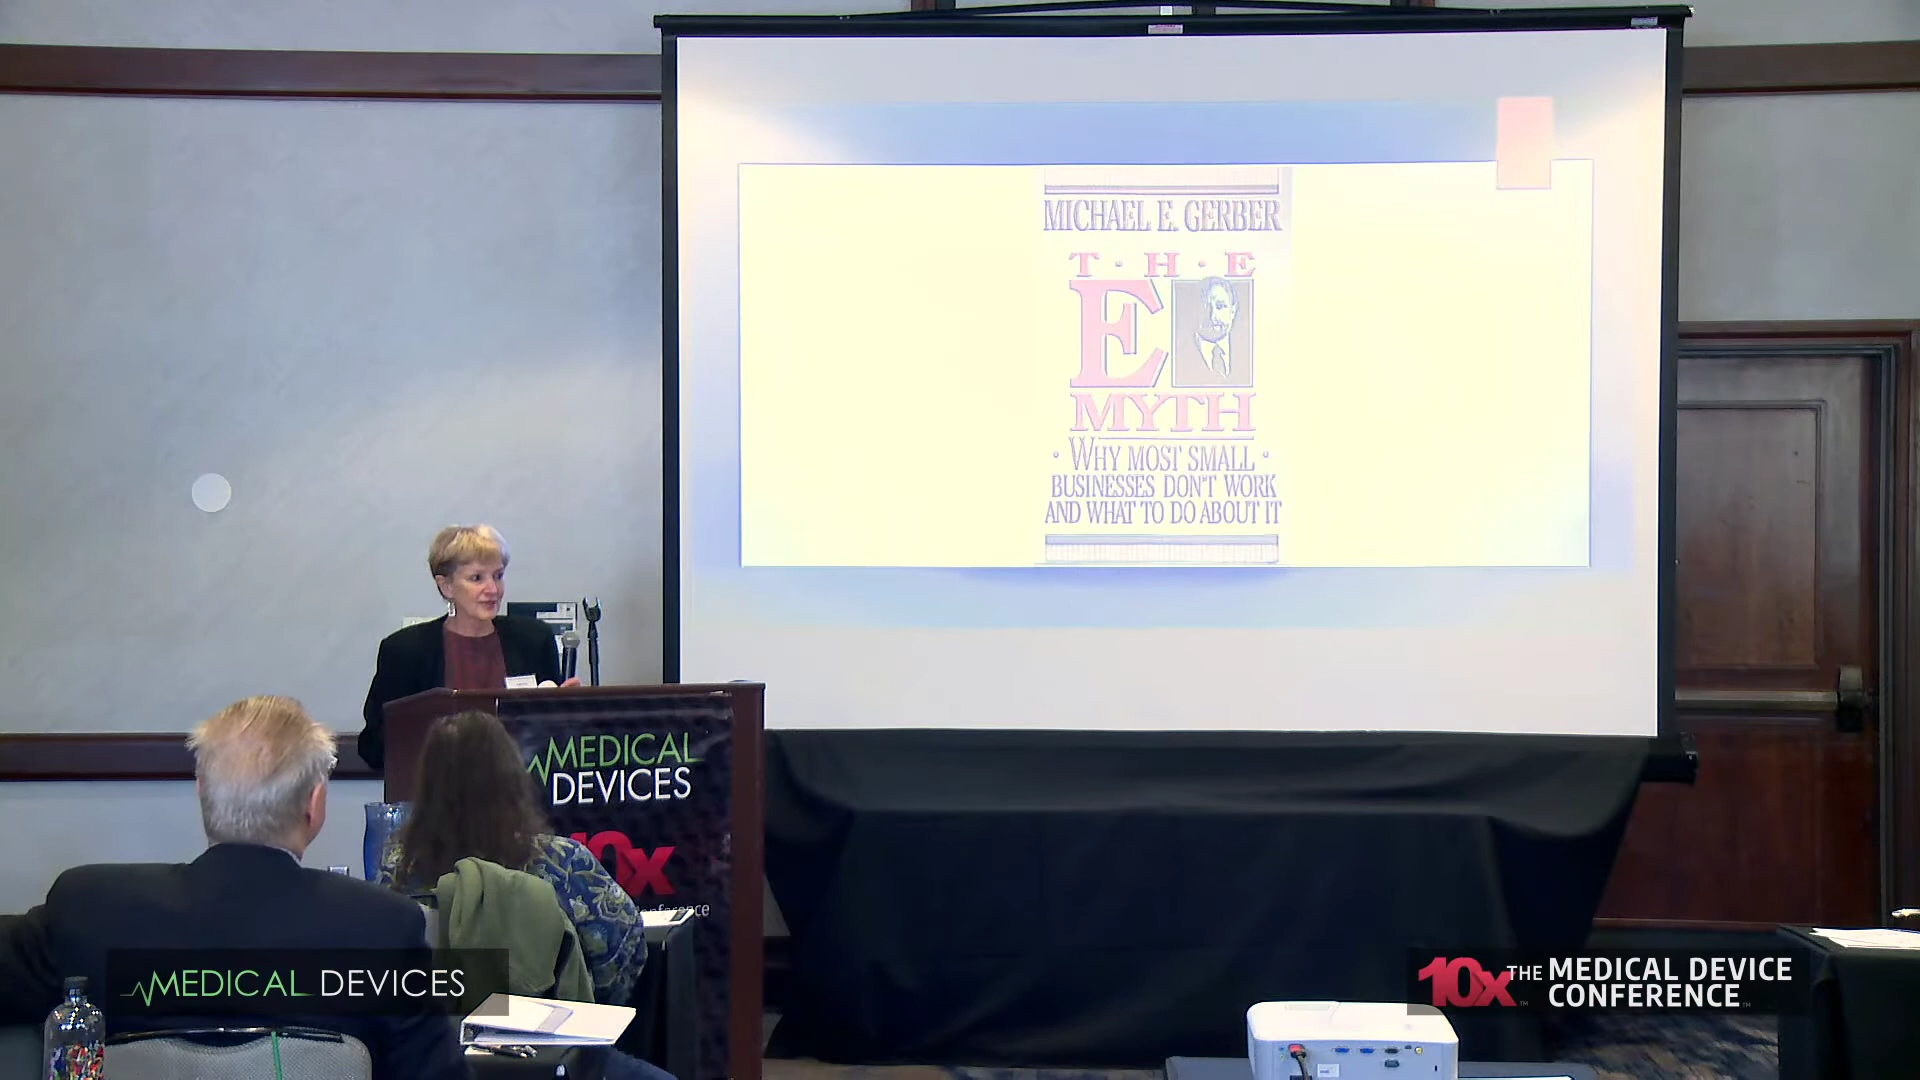 MICHAEL E. GERBER
T·H·E
E
MYTH
· WHY MOST SMALL ·
BUSINESSES DON'T WORK
AND WHAT TO DO ABOUT IT
MEDICAL
DEVICES
10x
MEDICAL DEVICES
10x THE MEDICAL DEVICE
CONFERENCE